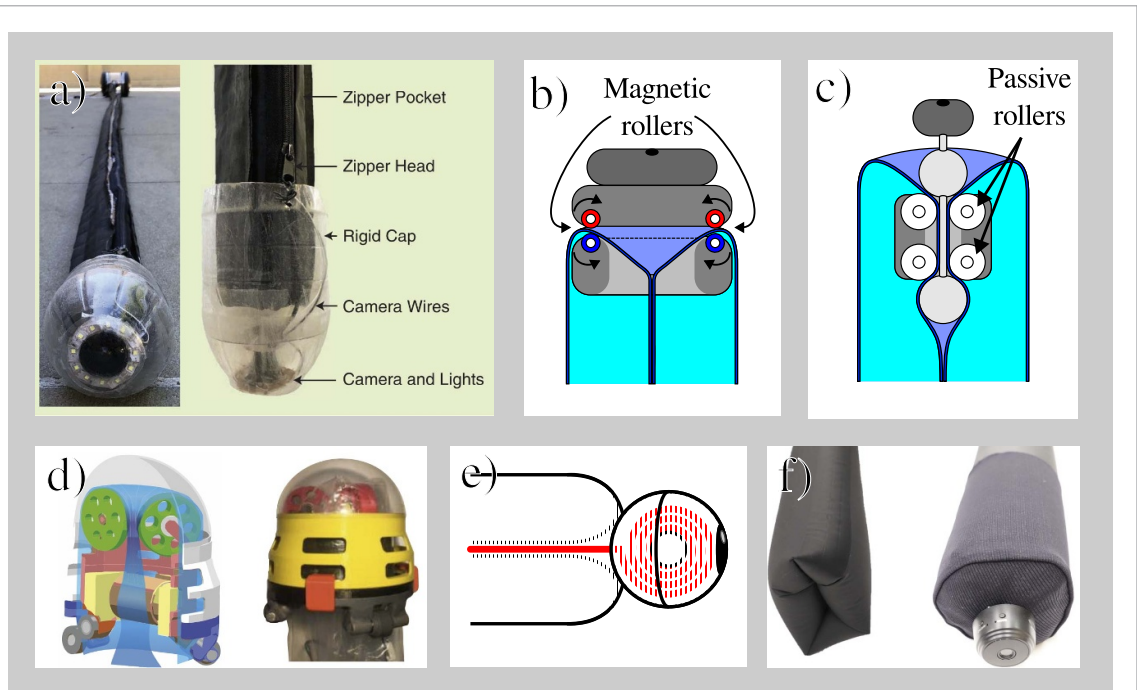 a)
Zipper Pocket
Zipper Head
Rigid Cap
Camera Wires
Camera and Lights
b)
Magnetic
rollers
c)
Passive
rollers
d)
e)
f)